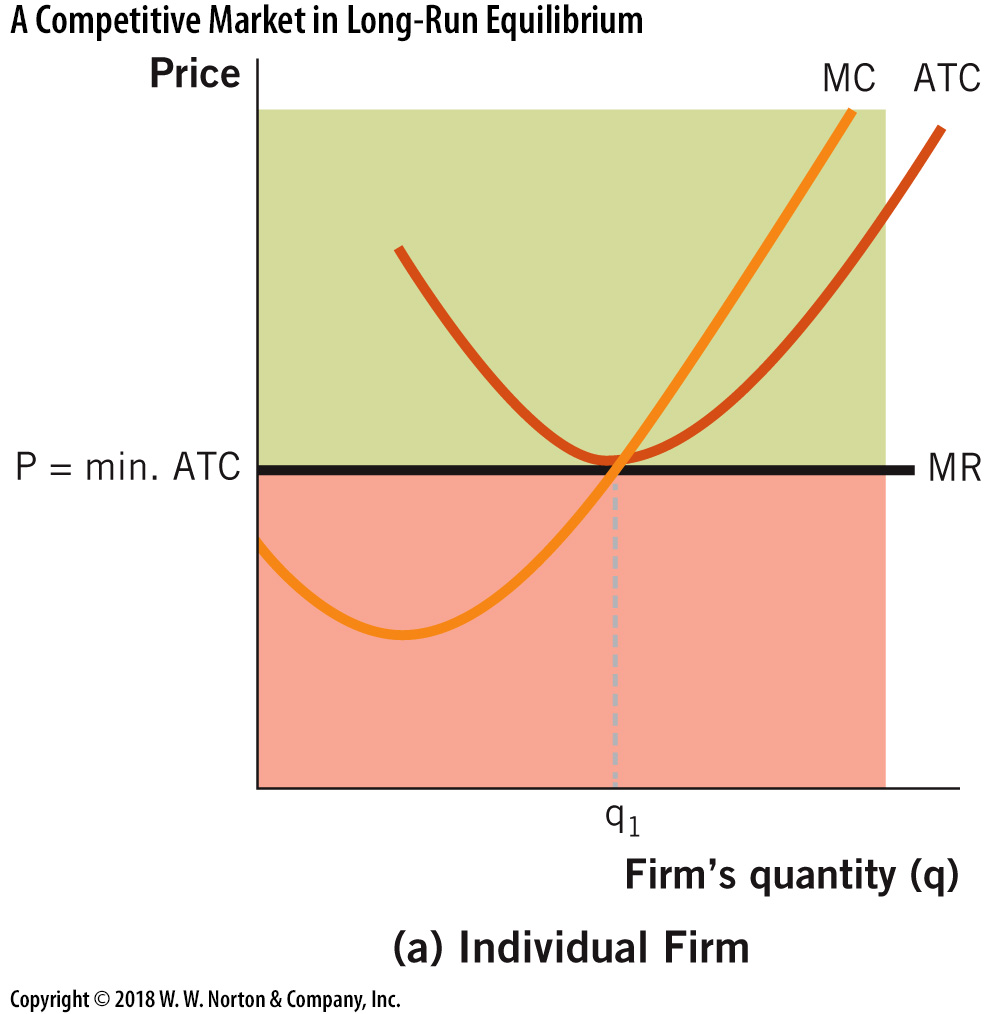 A Competitive Market in Long-Run Equilibrium
Price
MC
ATC
P = min. ATC
MR
q₁
Firm’s quantity (q)
(a) Individual Firm
Copyright © 2018 W. W. Norton & Company, Inc.